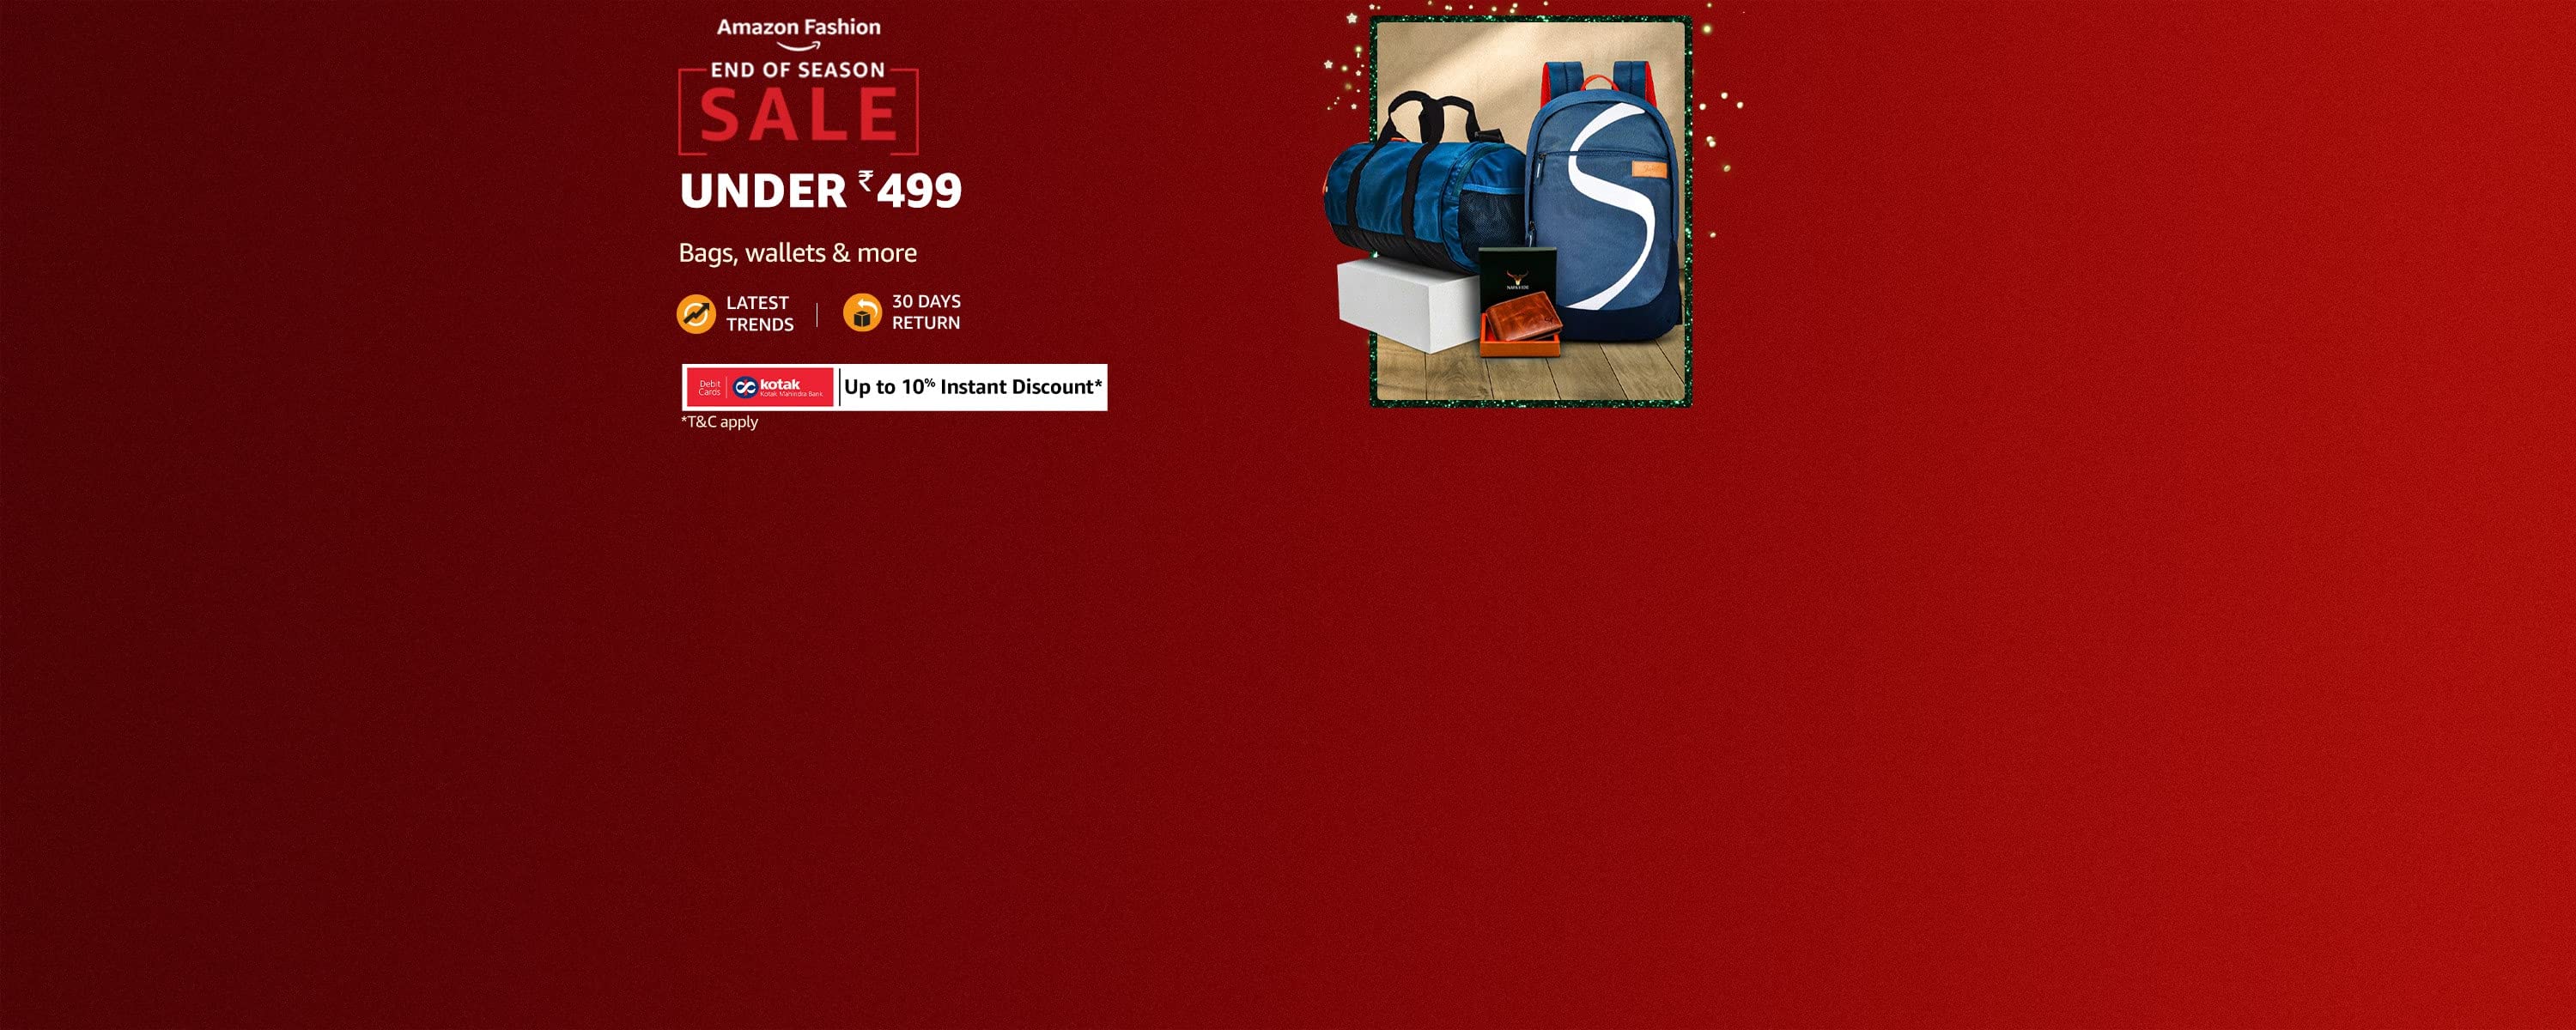 Amazon Fashion
END OF SEASON
SALE
UNDER ₹499
Bags, wallets & more
LATEST
TRENDS
30 DAYS
RETURN
Debit
Cards
kotak
Kotak Mahindra Bank
Up to 10% Instant Discount*
*T&C apply